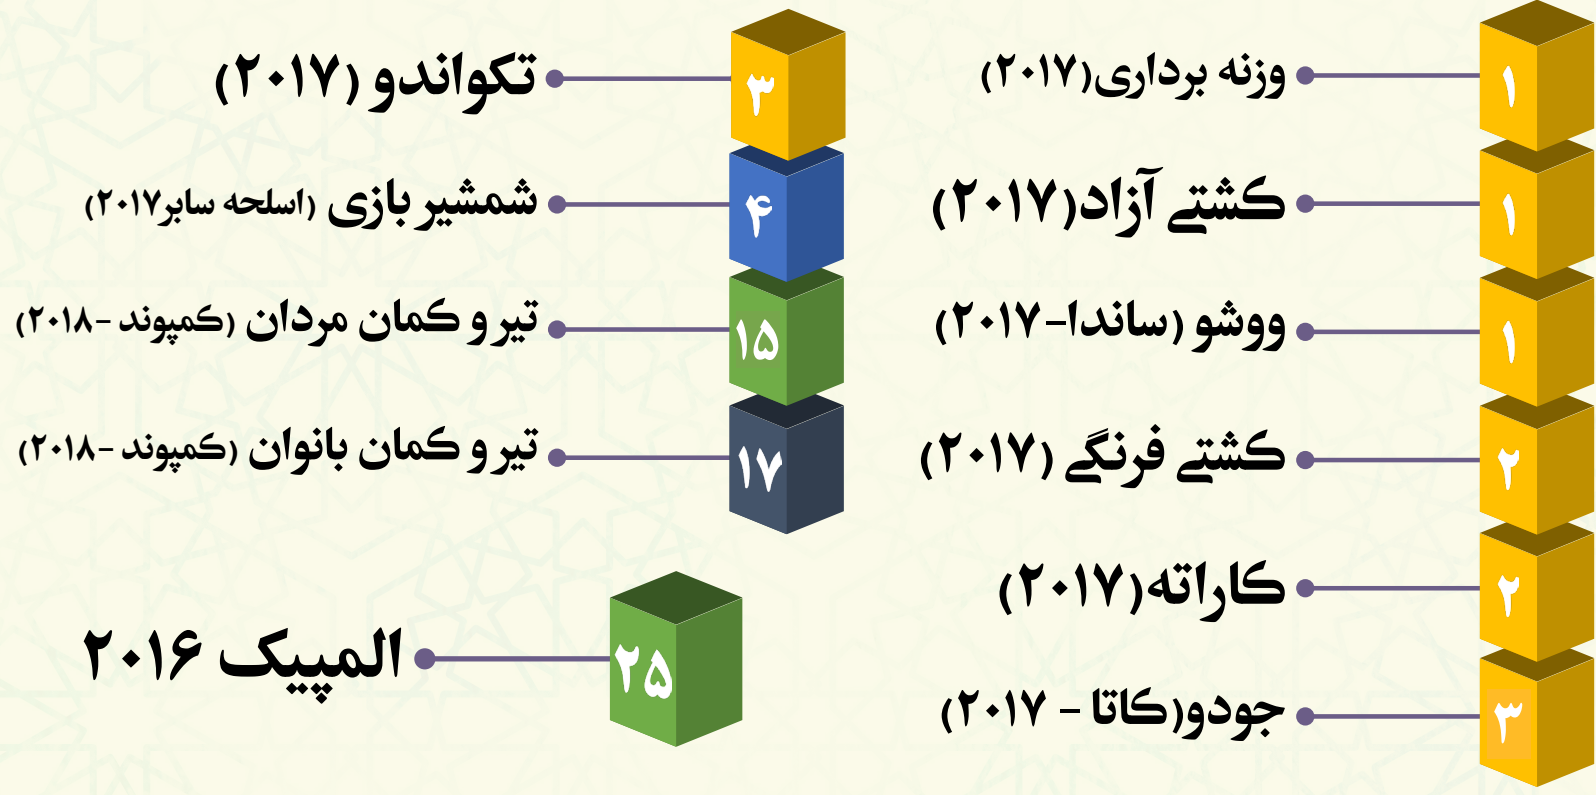 ۱ وزنه برداری(۲۰۱۷)
۱ کشتی آزاد(۲۰۱۷)
۱ ووشو (ساندا-۲۰۱۷)
۲ کشتی فرنگی (۲۰۱۷)
۲ کاراته(۲۰۱۷)
۳ جودو(کاتا - ۲۰۱۷)
۳ تکواندو (۲۰۱۷)
۴ شمشیر بازی (اسلحه سابر۲۰۱۷)
۱۵ تیر و کمان مردان (کمپوند -۲۰۱۸)
۱۷ تیر و کمان بانوان (کمپوند -۲۰۱۸)
۲۵ المپیک ۲۰۱۶